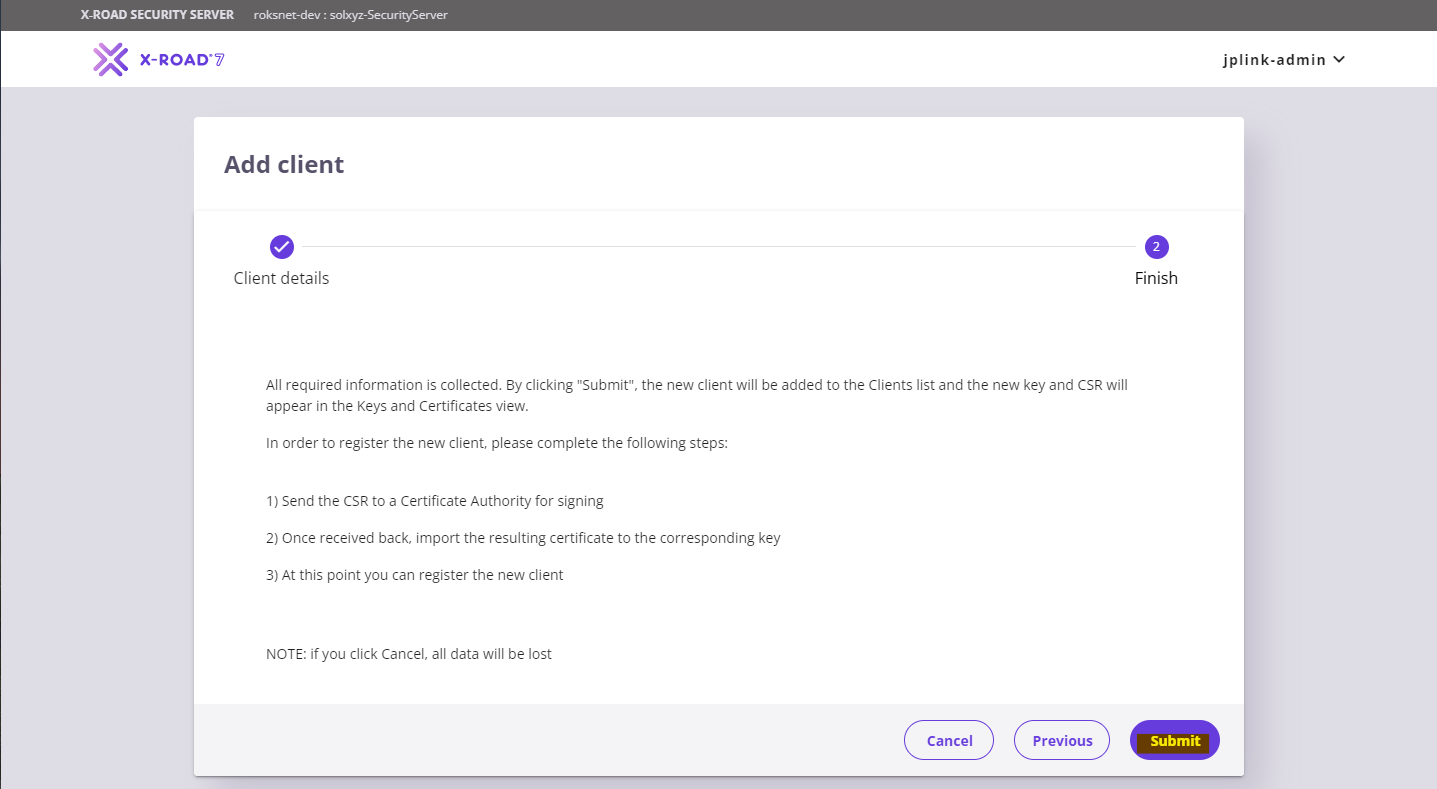 X-ROAD SECURITY SERVER roksnet-dev : solxyz-SecurityServer
X-ROAD® 7
jplink-admin
Add client
2
Client details
Finish
All required information is collected. By clicking "Submit", the new client will be added to the Clients list and the new key and CSR will
appear in the Keys and Certificates view.
In order to register the new client, please complete the following steps:
1) Send the CSR to a Certificate Authority for signing
2) Once received back, import the resulting certificate to the corresponding key
3) At this point you can register the new client
NOTE: if you click Cancel, all data will be lost
Cancel Previous Submit